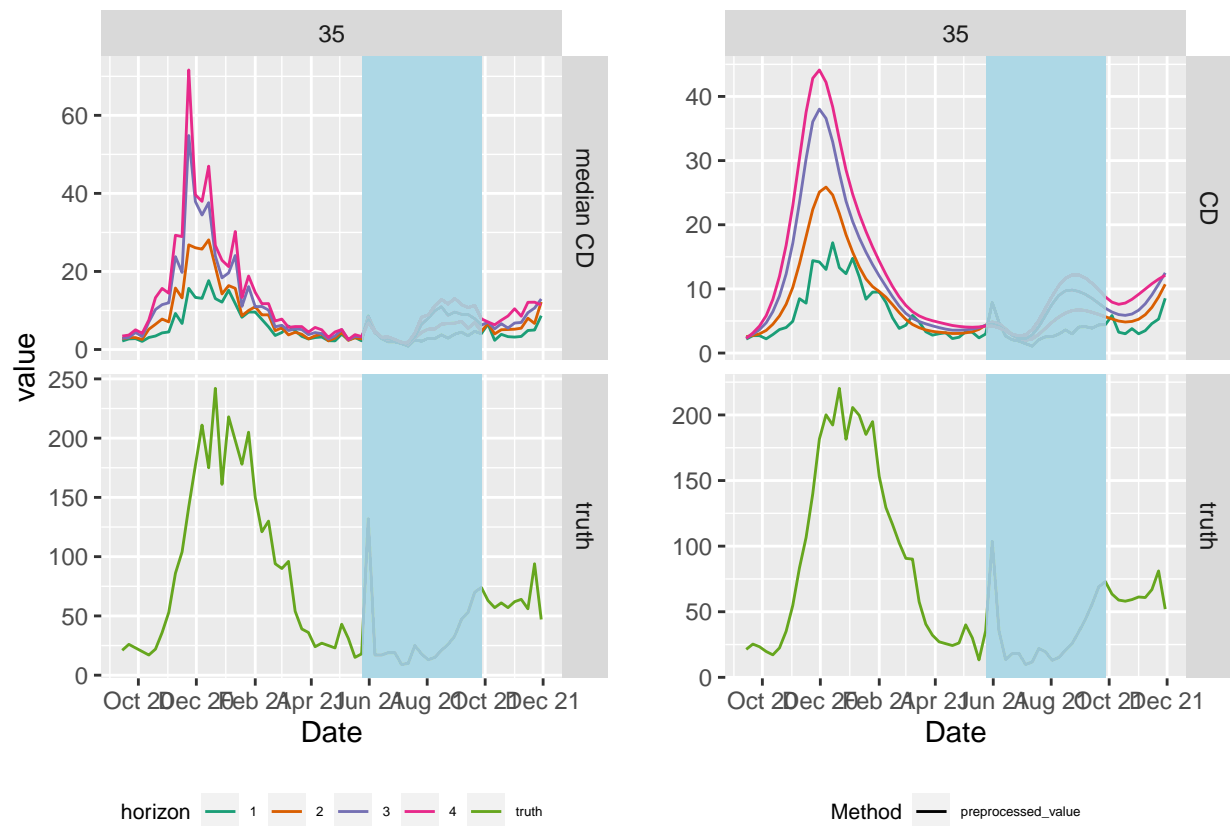 35
35
value
60
40
20
0
median CD
40
30
20
10
0
CD
250
200
150
100
50
0
truth
200
150
100
50
0
truth
Oct 20 Dec 20 Feb 21 Apr 21 Jun 21 Aug 21 Oct 21 Dec 21
Oct 20 Dec 20 Feb 21 Apr 21 Jun 21 Aug 21 Oct 21 Dec 21
Date
Date
horizon 1 2 3 4 truth
Method preprocessed_value